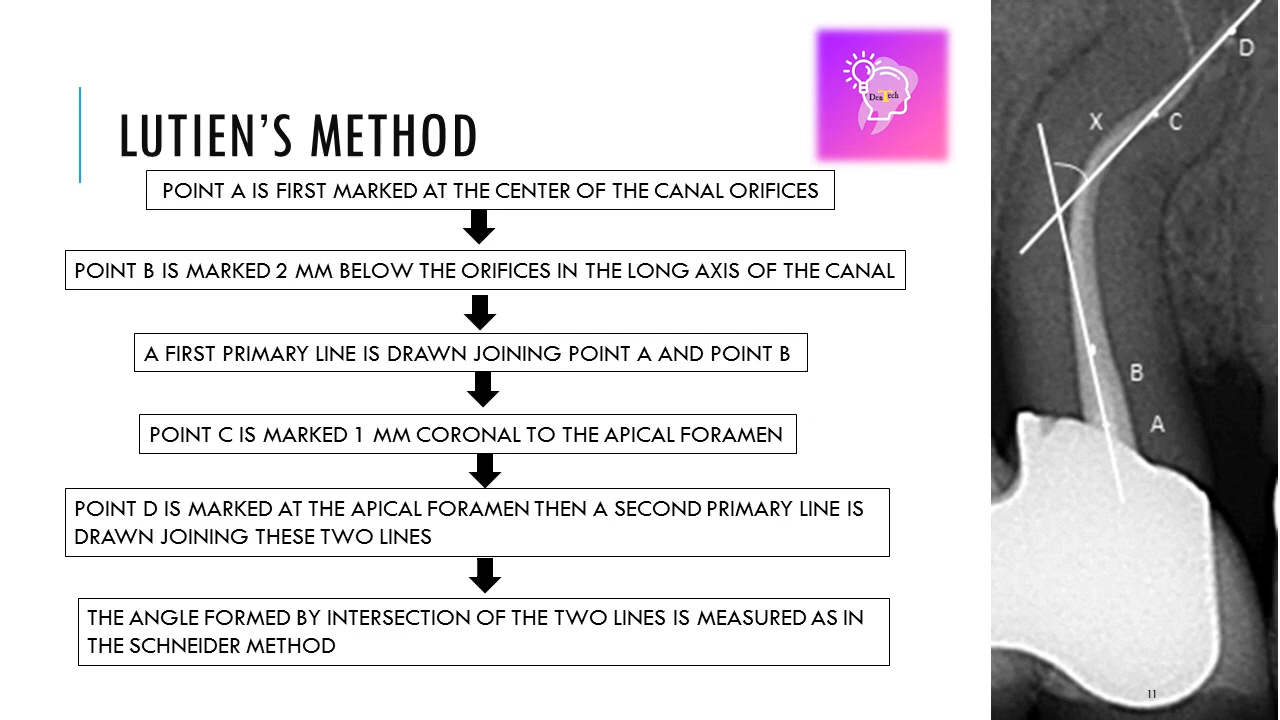 LUTIEN'S METHOD
DenTech
POINT A IS FIRST MARKED AT THE CENTER OF THE CANAL ORIFICES
POINT B IS MARKED 2 MM BELOW THE ORIFICES IN THE LONG AXIS OF THE CANAL
A FIRST PRIMARY LINE IS DRAWN JOINING POINT A AND POINT B
POINT C IS MARKED 1 MM CORONAL TO THE APICAL FORAMEN
POINT D IS MARKED AT THE APICAL FORAMEN THEN A SECOND PRIMARY LINE IS
DRAWN JOINING THESE TWO LINES
THE ANGLE FORMED BY INTERSECTION OF THE TWO LINES IS MEASURED AS IN
THE SCHNEIDER METHOD
D
X
C
B
A
11